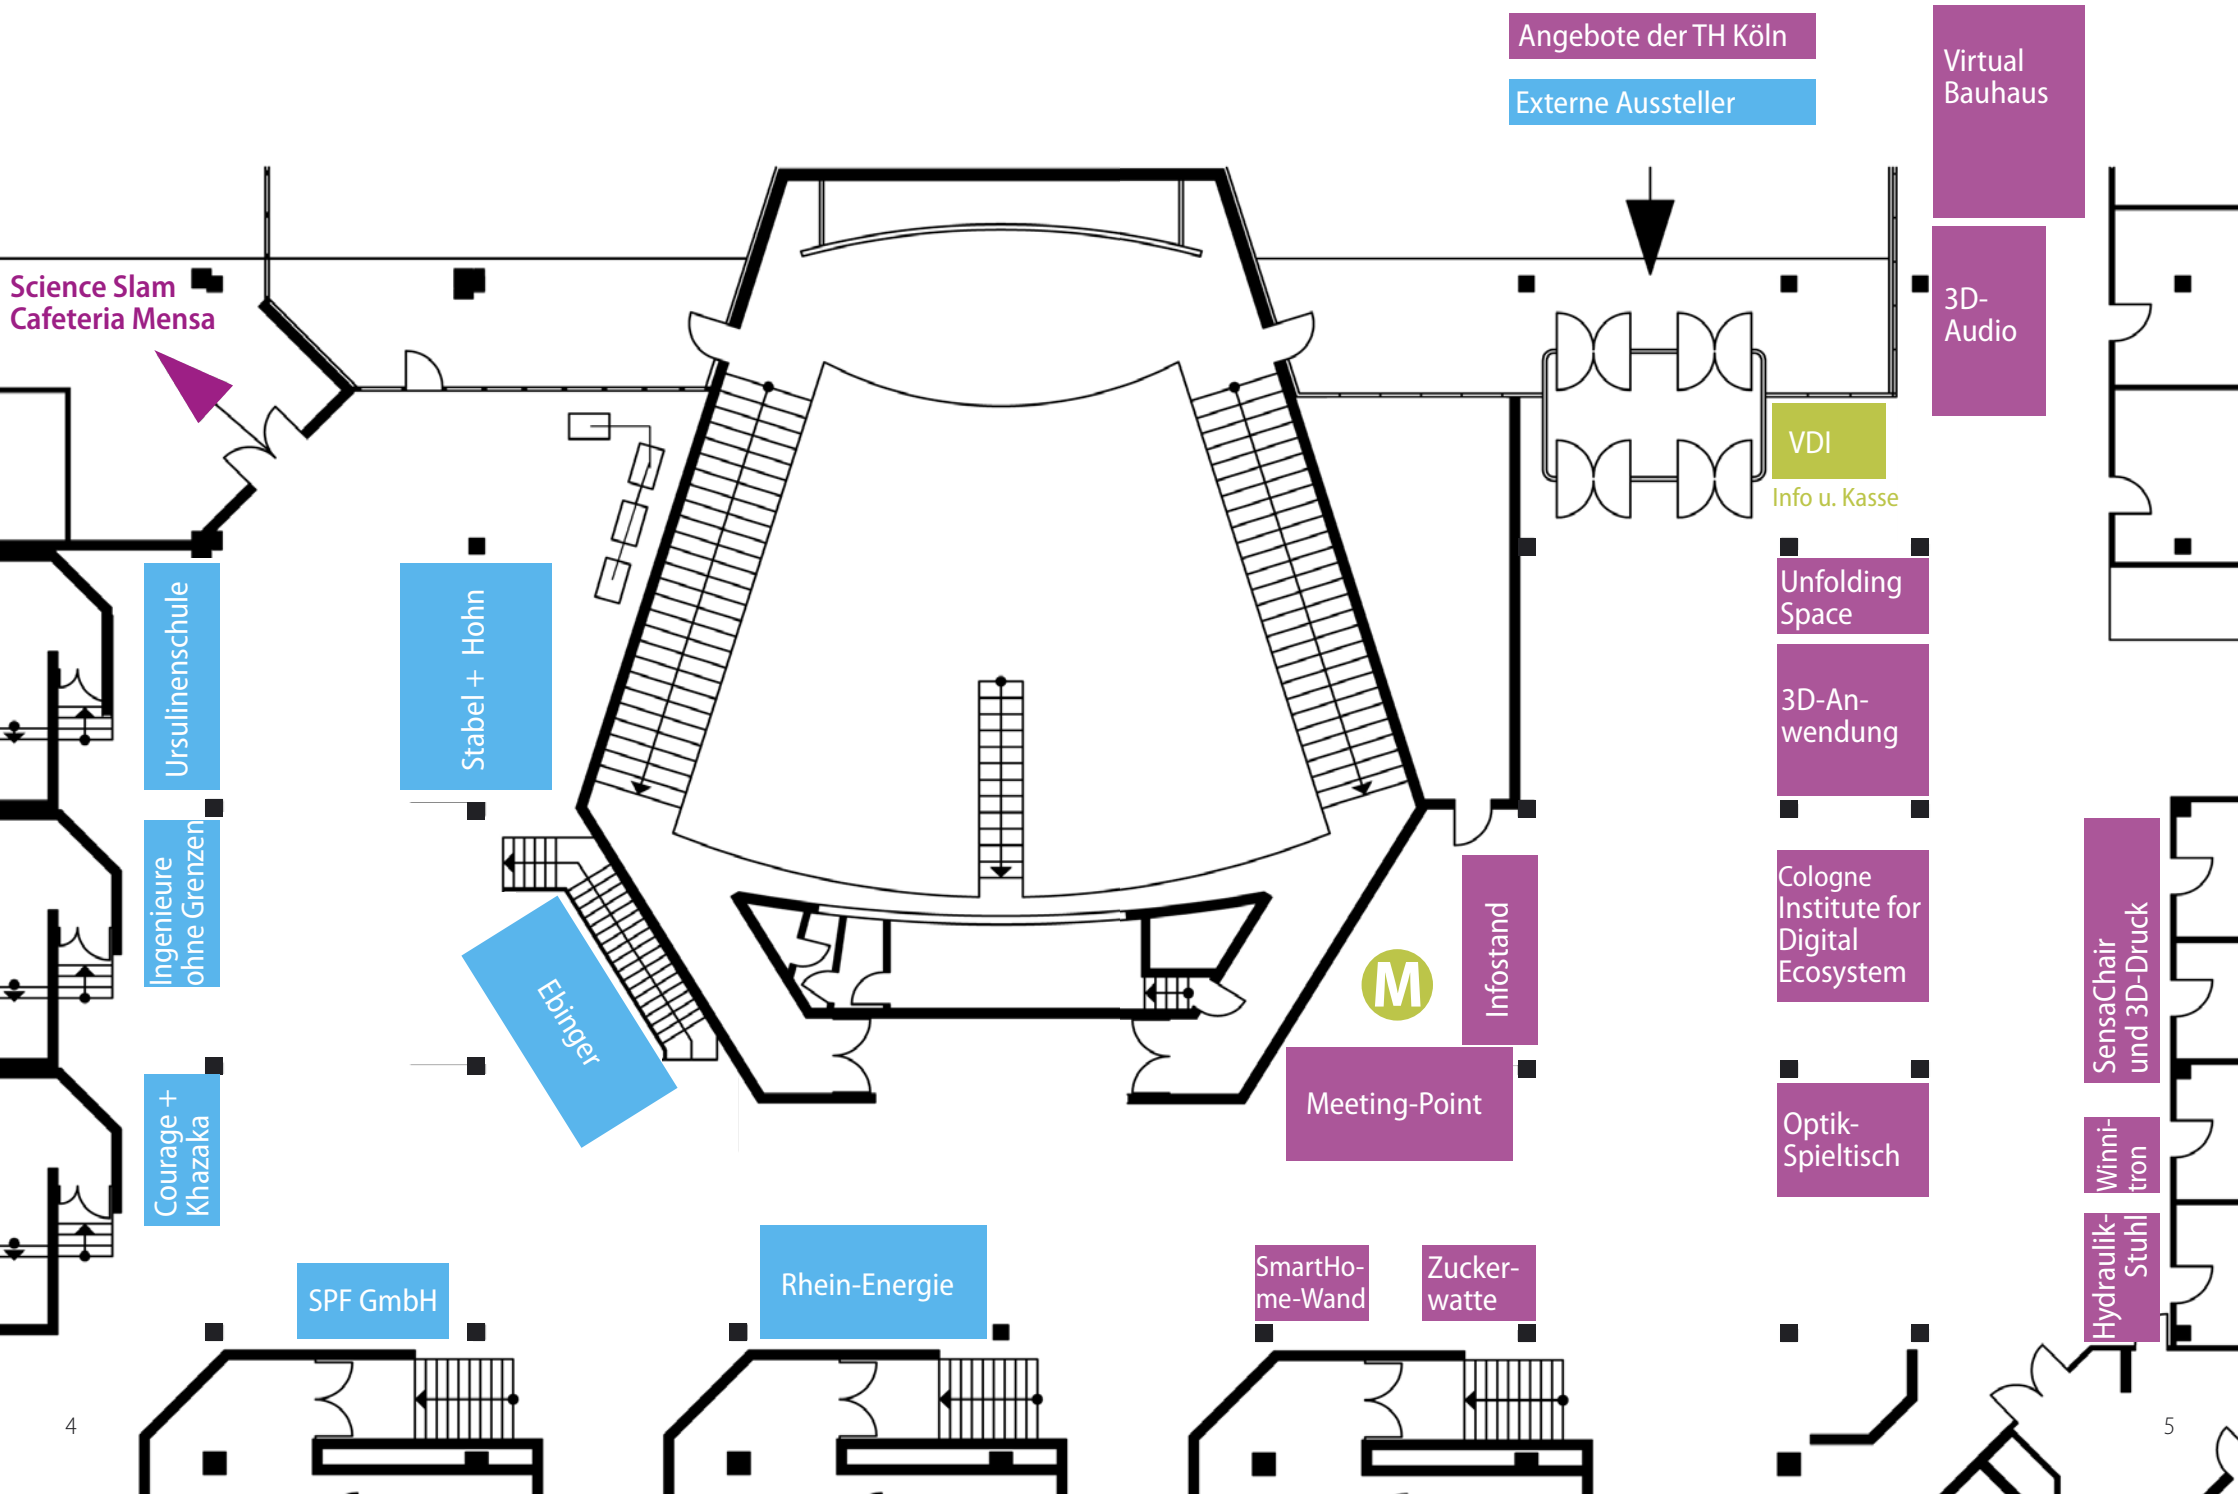 Angebote der TH Köln
Externe Aussteller
Virtual
Bauhaus
Science Slam
Cafeteria Mensa
3D-
Audio
VDI
Info u. Kasse
Ursulinenschule
Stabel + Hohn
Unfolding
Space
3D-An-
wendung
Ingenieure
ohne Grenzen
Ebinger
M
Infostand
Cologne
Institute for
Digital
Ecosystem
SensaChair
und 3D-Druck
Courage +
Khazaka
Meeting-Point
Optik-
Spieltisch
Winni-
tron
SPF GmbH
Rhein-Energie
SmartHo-
me-Wand
Zucker-
watte
Hydraulik-
Stuhl
4
5